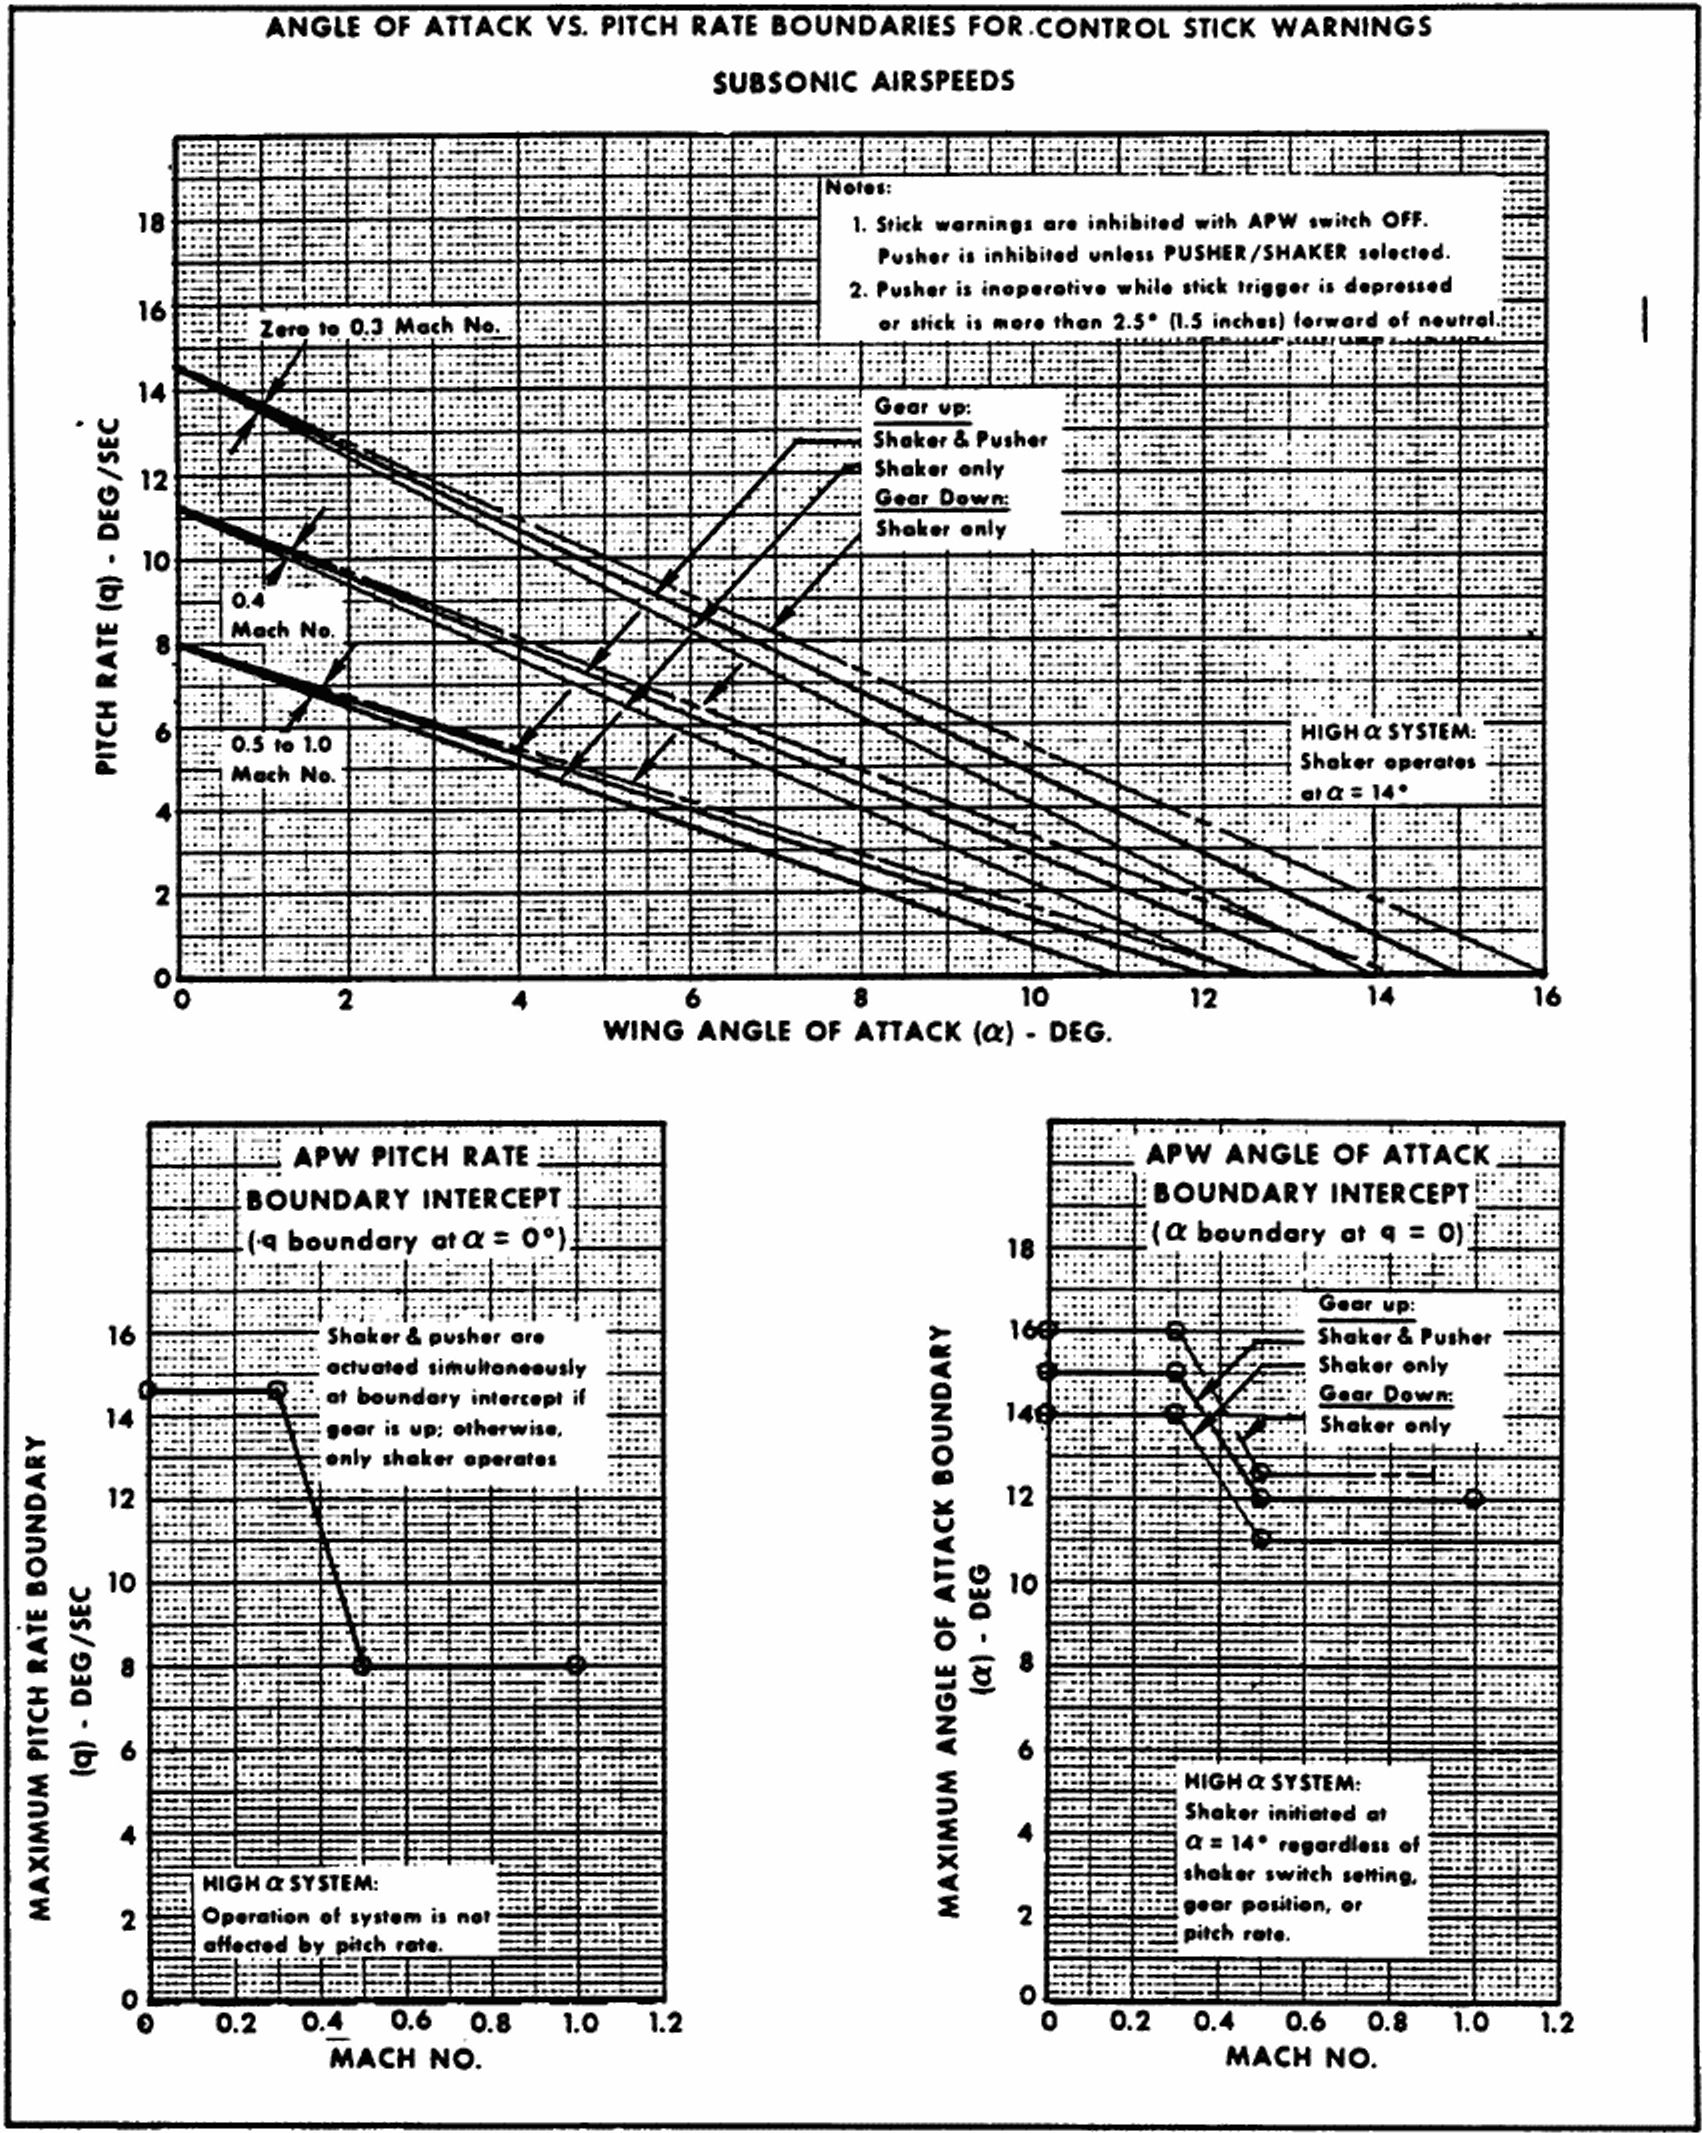 ANGLE OF ATTACK VS. PITCH RATE BOUNDARIES FOR CONTROL STICK WARNINGS
SUBSONIC AIRSPEEDS
Notes:
1. Stick warnings are inhibited with APW switch OFF.
Pusher is inhibited unless PUSHER/SHAKER selected.
2. Pusher is inoperative while stick trigger is depressed
or stick is more than 2.5° (1.5 inches) forward of neutral.
18
16
14
12
10
8
6
4
2
0
PITCH RATE (q) - DEG/SEC
Zero to 0.3 Mach No.
0.4
Mach No.
0.5 to 1.0
Mach No.
Gear up:
Shaker & Pusher
Shaker only
Gear Down:
Shaker only
HIGH α SYSTEM:
Shaker operates
at α = 14°
0 2 4 6 8 10 12 14 16
WING ANGLE OF ATTACK (α) - DEG.
APW PITCH RATE
BOUNDARY INTERCEPT
(q boundary at α = 0°)
Shaker & pusher are
actuated simultaneously
at boundary intercept if
gear is up; otherwise,
only shaker operates
16
14
12
10
8
6
4
2
0
MAXIMUM PITCH RATE BOUNDARY
(q) - DEG/SEC
HIGH α SYSTEM:
Operation of system is not
affected by pitch rate.
0 0.2 0.4 0.6 0.8 1.0 1.2
MACH NO.
APW ANGLE OF ATTACK
BOUNDARY INTERCEPT
(α boundary at q = 0)
Gear up:
Shaker & Pusher
Shaker only
Gear Down:
Shaker only
18
16
14
12
10
8
6
4
2
0
MAXIMUM ANGLE OF ATTACK BOUNDARY
(α) - DEG
HIGH α SYSTEM:
Shaker initiated at
α = 14° regardless of
shaker switch setting,
gear position, or
pitch rate.
0 0.2 0.4 0.6 0.8 1.0 1.2
MACH NO.